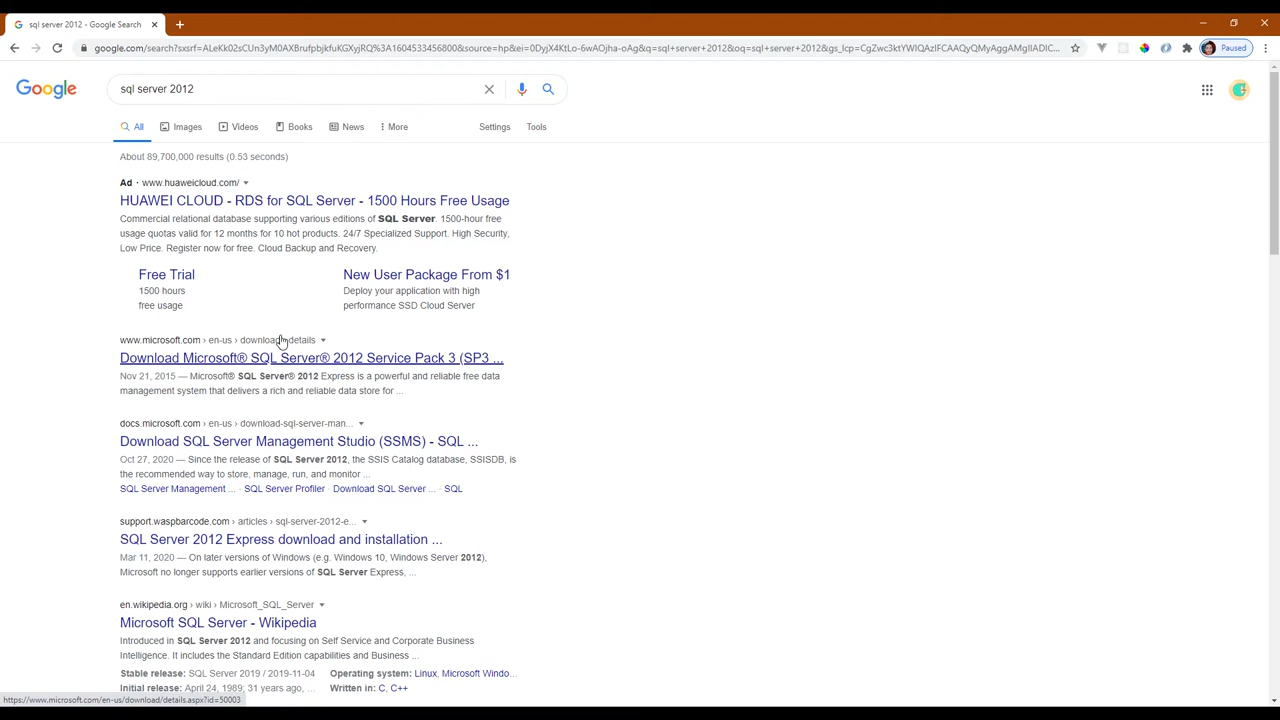 sql server 2012 - Google Search
google.com/search?sxsrf=ALeKk02cSUn3yM0AXBrufpbjkfuKGXyjRQ%3A1604533456800&source=hp&ei=0DyjX4KtLo-6wAOjha-oAg&q=sql+server+2012&oq=sql+server+2012&gs_lcp=CgZwc3ktYWIQAzIFCAAQyQMyAggAMgIIADIC...
Paused
Google
sql server 2012
All
Images
Videos
Books
News
More
Settings
Tools
About 89,700,000 results (0.53 seconds)
Ad · www.huaweicloud.com/
HUAWEI CLOUD - RDS for SQL Server - 1500 Hours Free Usage
Commercial relational database supporting various editions of SQL Server. 1500-hour free
usage quotas valid for 12 months for 10 hot products. 24/7 Specialized Support. High Security,
Low Price. Register now for free. Cloud Backup and Recovery.
Free Trial
1500 hours
free usage
New User Package From $1
Deploy your application with high
performance SSD Cloud Server
www.microsoft.com › en-us › download › details
Download Microsoft® SQL Server® 2012 Service Pack 3 (SP3 ...
Nov 21, 2015 — Microsoft® SQL Server® 2012 Express is a powerful and reliable free data
management system that delivers a rich and reliable data store for ...
docs.microsoft.com › en-us › download-sql-server-man...
Download SQL Server Management Studio (SSMS) - SQL ...
Oct 27, 2020 — Since the release of SQL Server 2012, the SSIS Catalog database, SSISDB, is
the recommended way to store, manage, run, and monitor ...
SQL Server Management ... · SQL Server Profiler · Download SQL Server ... · SQL
support.waspbarcode.com › articles › sql-server-2012-e...
SQL Server 2012 Express download and installation ...
Mar 11, 2020 — On later versions of Windows (e.g. Windows 10, Windows Server 2012),
Microsoft no longer supports earlier versions of SQL Server Express, ...
en.wikipedia.org › wiki › Microsoft_SQL_Server
Microsoft SQL Server - Wikipedia
Introduced in SQL Server 2012 and focusing on Self Service and Corporate Business
Intelligence. It includes the Standard Edition capabilities and Business ...
Stable release: SQL Server 2019 / 2019-11-04
Operating system: Linux, Microsoft Windo...
Initial release: April 24, 1989; 31 years ago, ...
Written in: C, C++
https://www.microsoft.com/en-us/download/details.aspx?id=50003